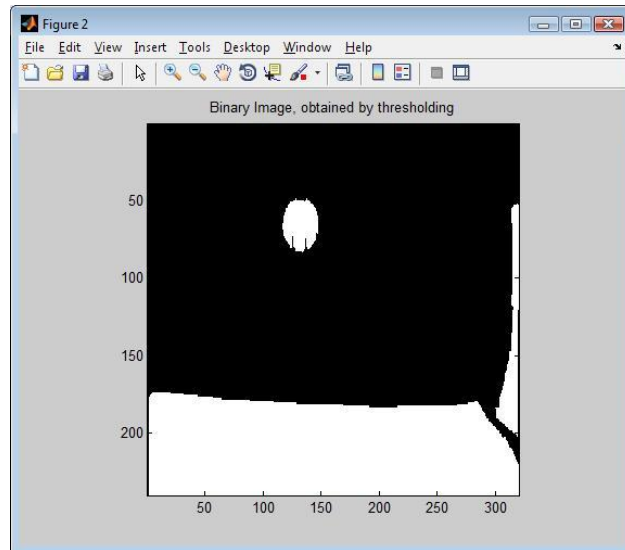 Figure 2
File Edit View Insert Tools Desktop Window Help
Binary Image, obtained by thresholding
50
100
150
200
50 100 150 200 250 300